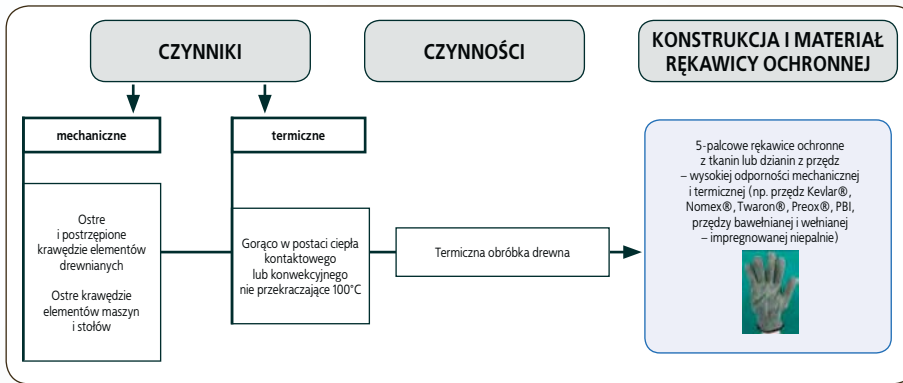 CZYNNIKI
CZYNNOŚCI
KONSTRUKCJA I MATERIAŁ
RĘKAWICY OCHRONNEJ
mechaniczne
termiczne
Ostre
i postrzępione
krawędzie elementów
drewnianych
Ostre krawędzie
elementów maszyn
i stołów
Gorąco w postaci ciepła
kontaktowego
lub konwekcyjnego
nie przekraczające 100°C
Termiczna obróbka drewna
5-palcowe rękawice ochronne
z tkanin lub dzianin z przędz
– wysokiej odporności mechanicznej
i termicznej (np. przędz Kevlar®,
Nomex®, Twaron®, Preox®, PBI,
przędzy bawełnianej i wełnianej
– impregnowanej niepalnie)